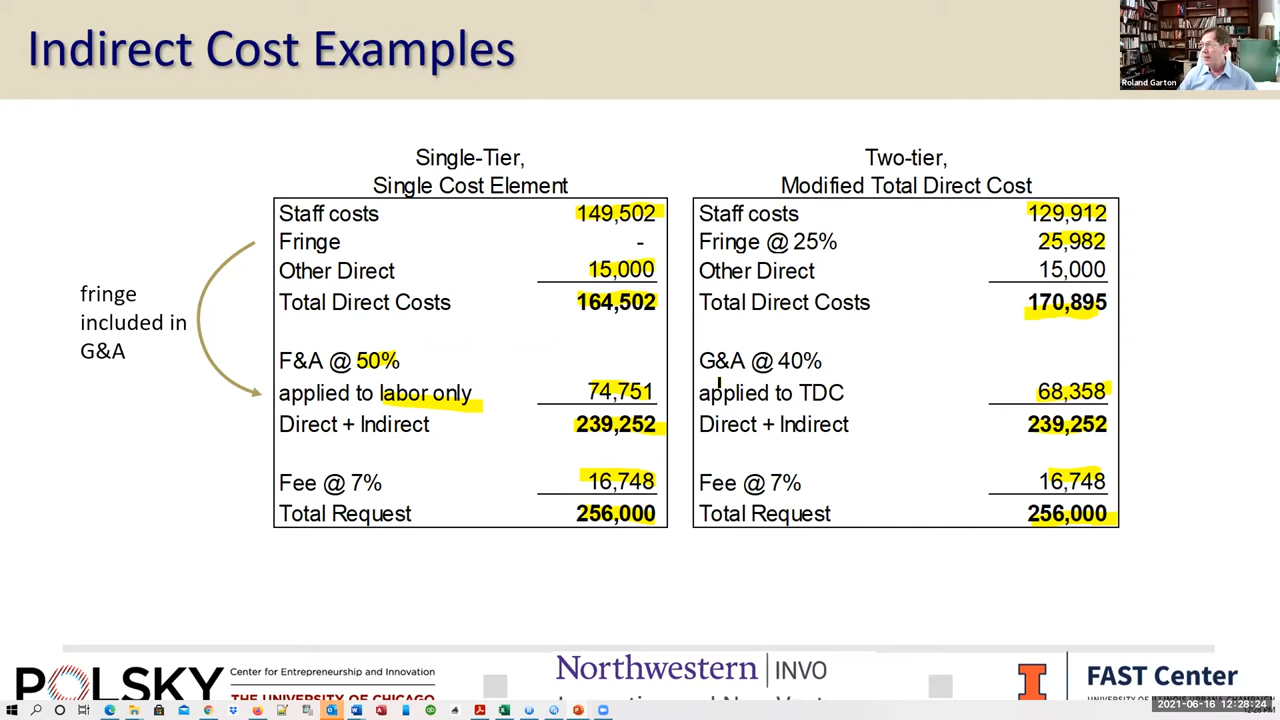 Indirect Cost Examples
Roland Garton
Single-Tier,
Single Cost Element
Staff costs 149,502
Fringe -
Other Direct 15,000
Total Direct Costs 164,502
F&A @ 50%
applied to labor only 74,751
Direct + Indirect 239,252
Fee @ 7% 16,748
Total Request 256,000
fringe
included in
G&A
Two-tier,
Modified Total Direct Cost
Staff costs 129,912
Fringe @ 25% 25,982
Other Direct 15,000
Total Direct Costs 170,895
G&A @ 40%
applied to TDC 68,358
Direct + Indirect 239,252
Fee @ 7% 16,748
Total Request 256,000
POLSKY
Center for Entrepreneurship and Innovation
THE UNIVERSITY OF CHICAGO
Northwestern | INVO
FAST Center
2021-06-16 12:28:24